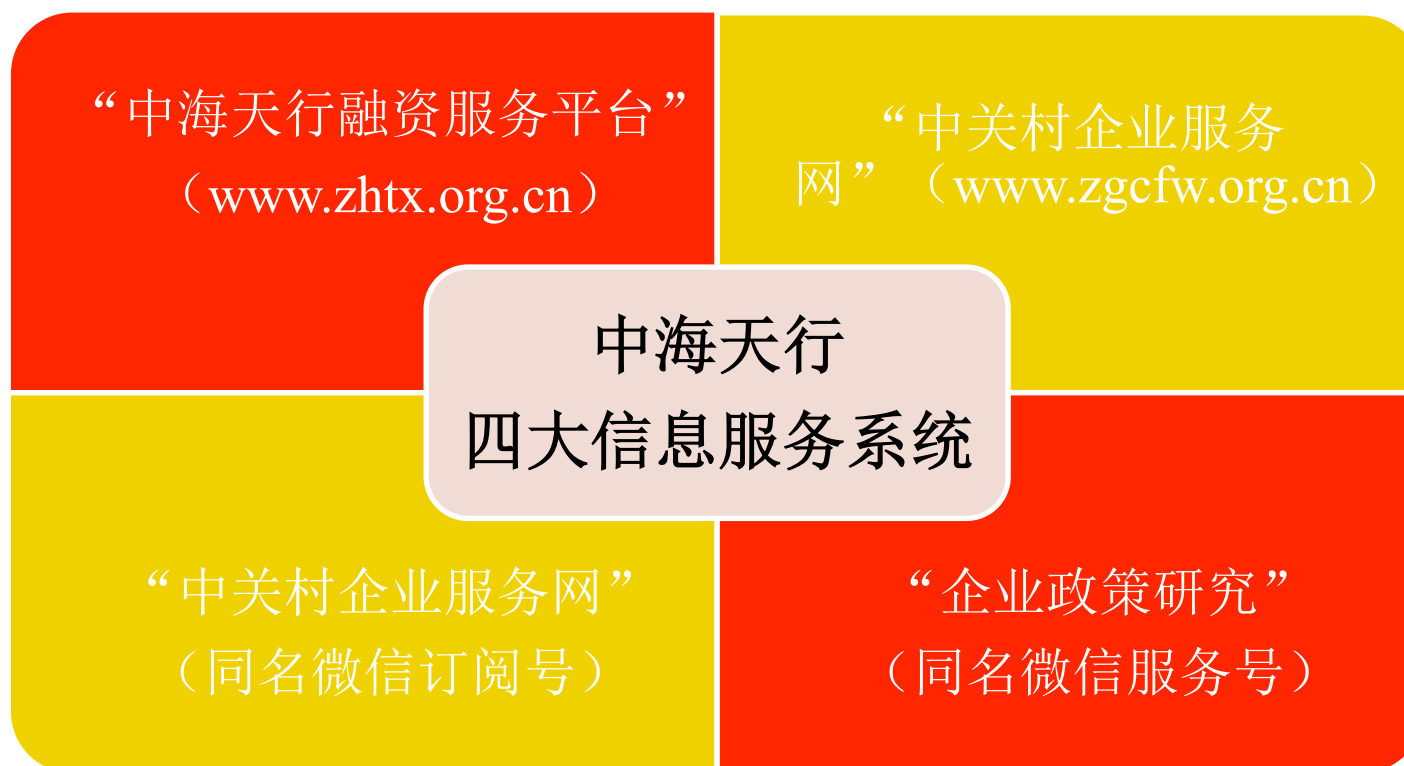 “中海天行融资服务平台”
（www.zhtx.org.cn）
“中关村企业服务
网”（www.zgcfw.org.cn）
中海天行
四大信息服务系统
“中关村企业服务网”
（同名微信订阅号）
“企业政策研究”
（同名微信服务号）